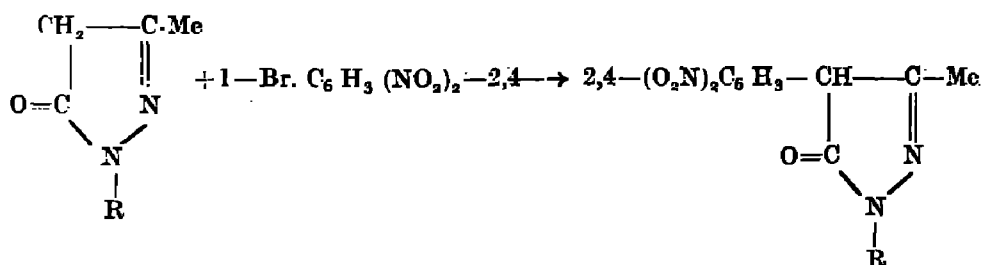 CH₂ C·Me
+1—Br. C₆ H₃ (NO₂)₂—2,4—→ 2,4—(O₂N)₂C₆ H₃— CH C—Me
O=C N
O=C N
N
N
R
R